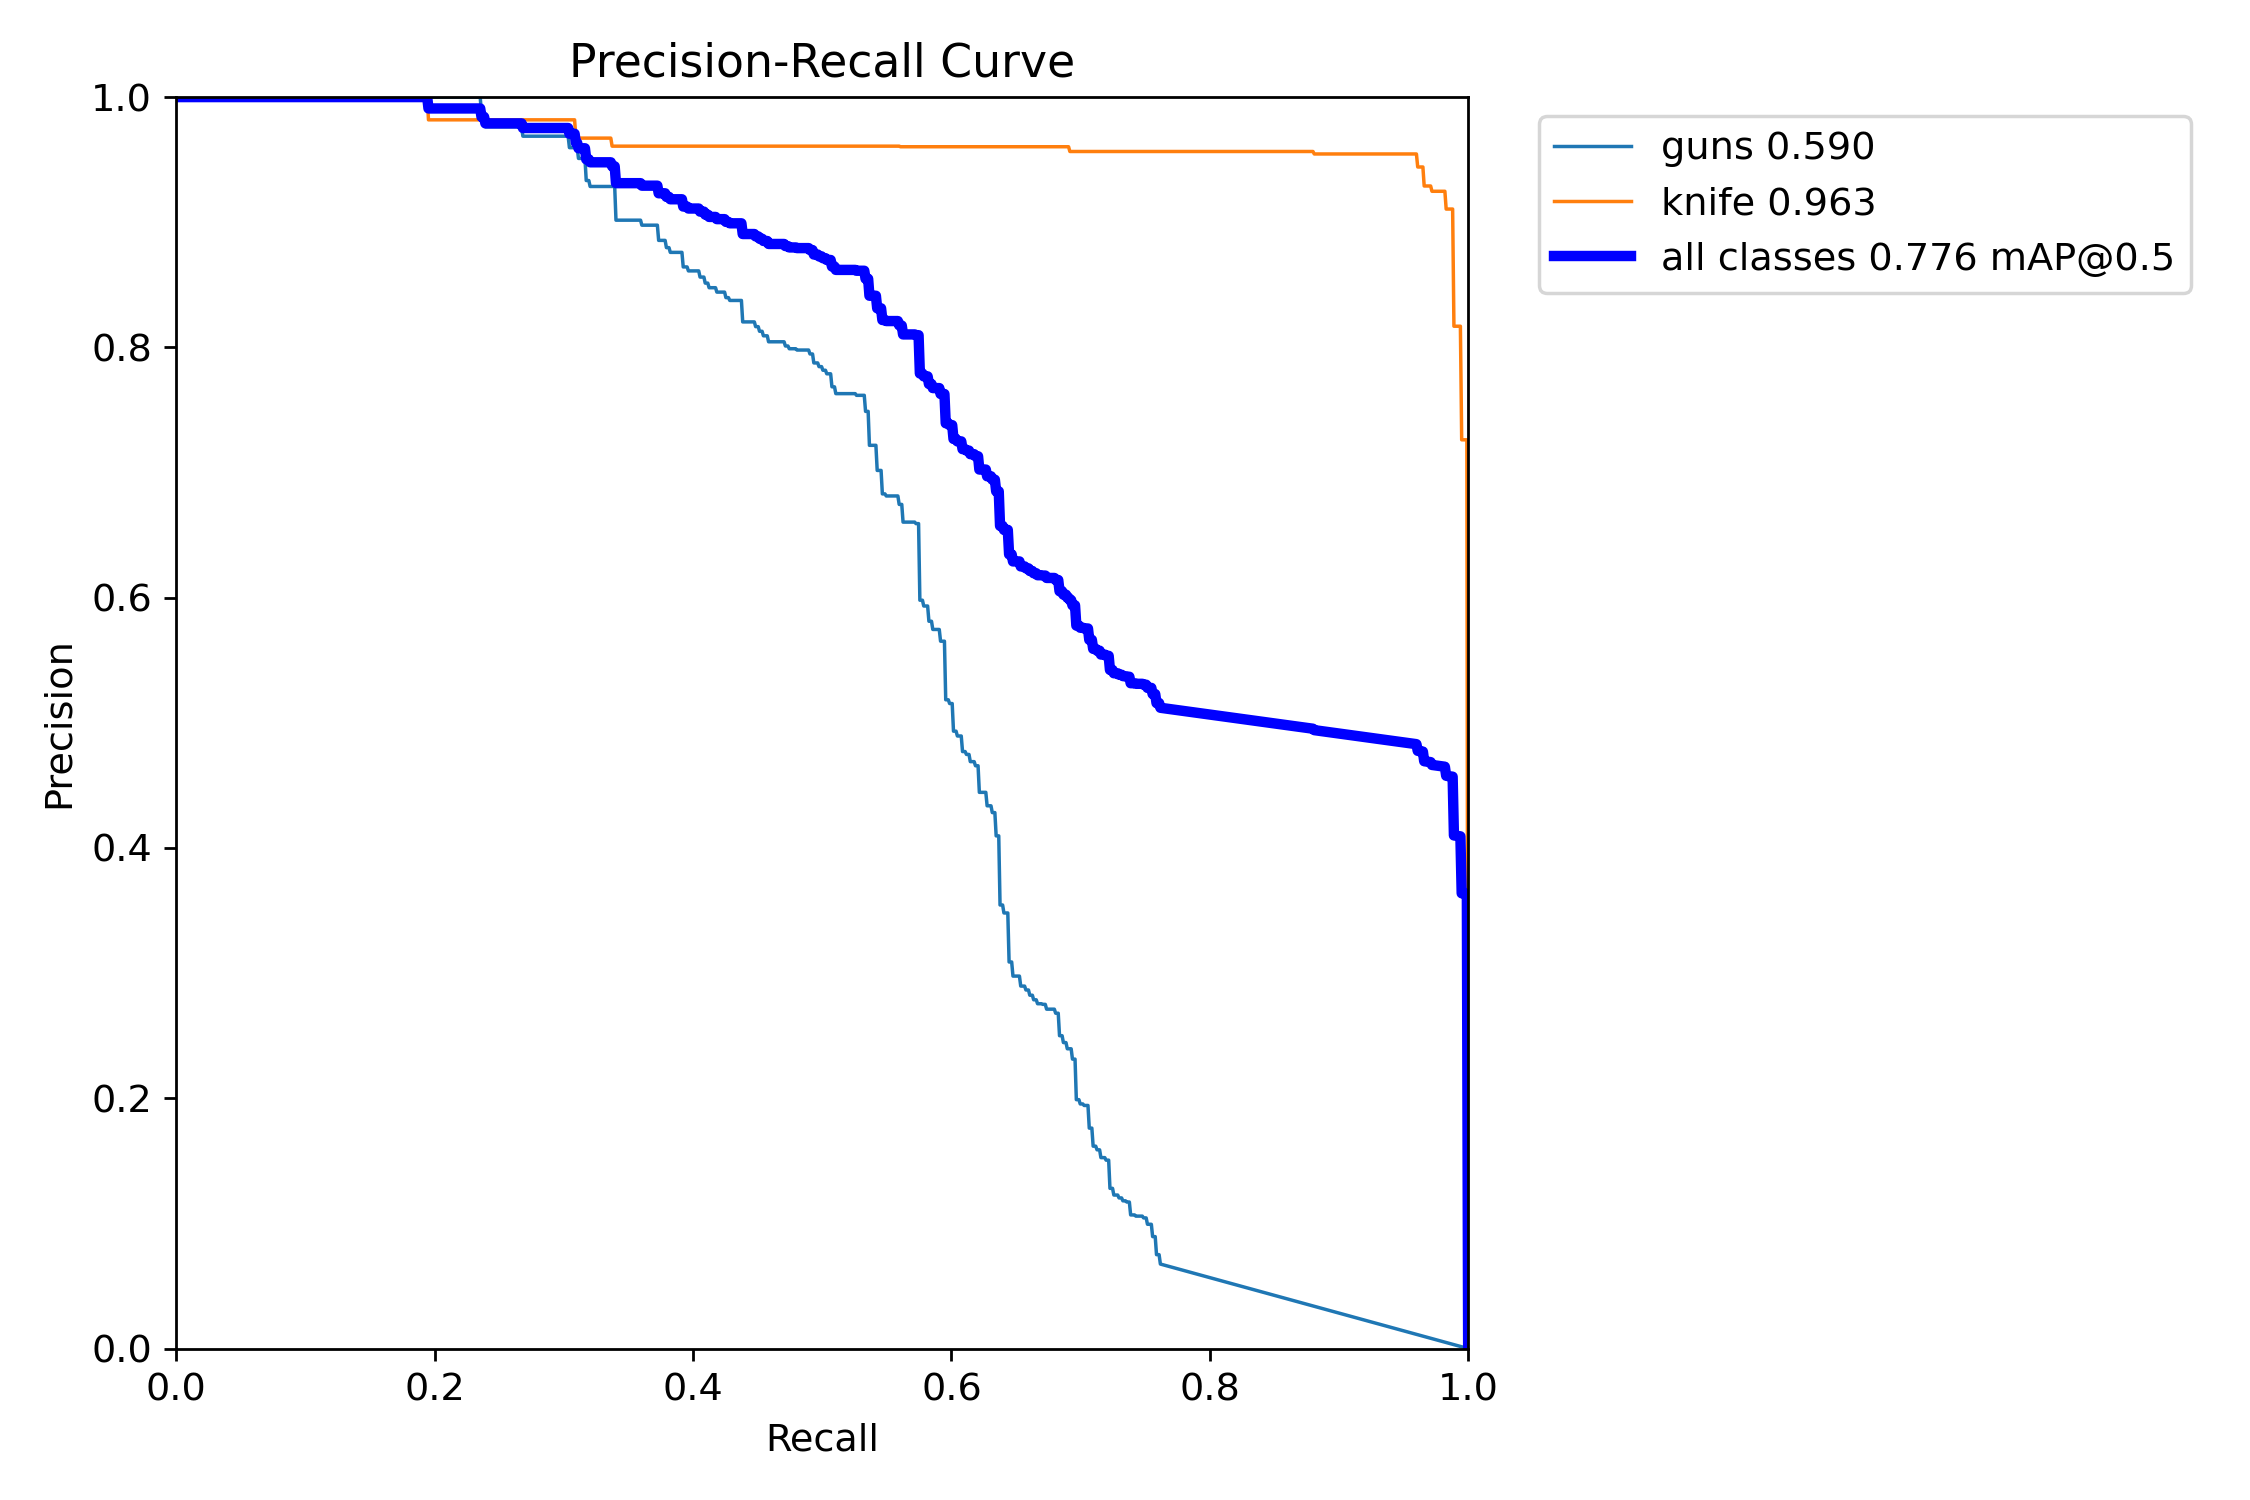 Precision-Recall Curve
guns 0.590
knife 0.963
all classes 0.776 mAP@0.5
Precision
1.0
0.8
0.6
0.4
0.2
0.0
0.0 0.2 0.4 0.6 0.8 1.0
Recall